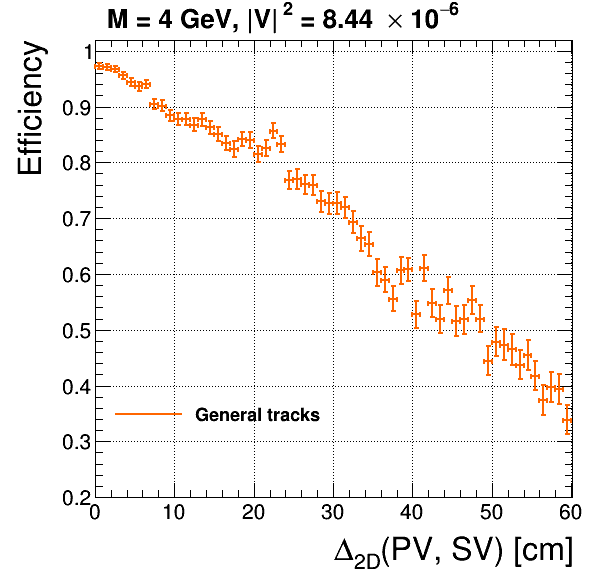 M = 4 GeV, |V|² = 8.44 × 10⁻⁶
Efficiency
1
0.9
0.8
0.7
0.6
0.5
0.4
0.3
0.2
General tracks
0 10 20 30 40 50 60
Δ₂D(PV, SV) [cm]